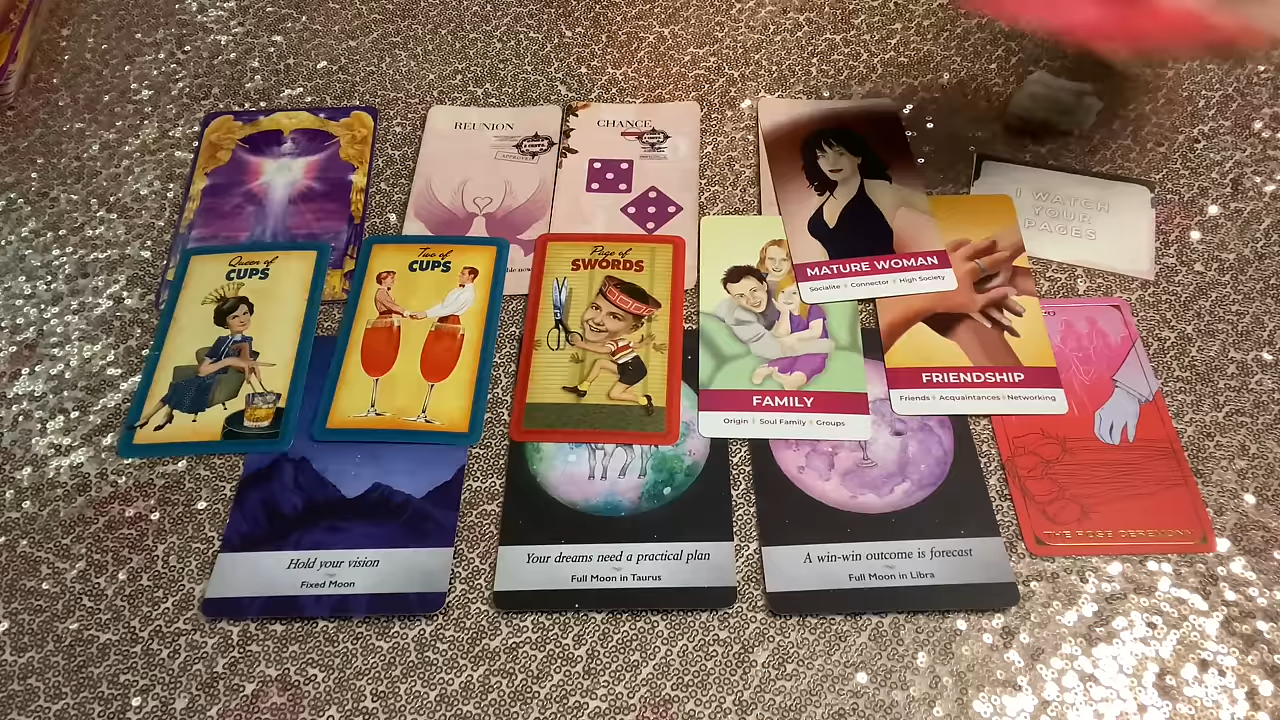 REUNION
APPROVED
CHANCE
I WATCH
YOUR
PAGES
Queen of
CUPS
Two of
CUPS
Page of
SWORDS
MATURE WOMAN
Socialite Connector High Society
FAMILY
Origin Soul Family Groups
FRIENDSHIP
Friends Acquaintances Networking
THE ROSE CEREMONY
Hold your vision
Fixed Moon
Your dreams need a practical plan
Full Moon in Taurus
A win-win outcome is forecast
Full Moon in Libra